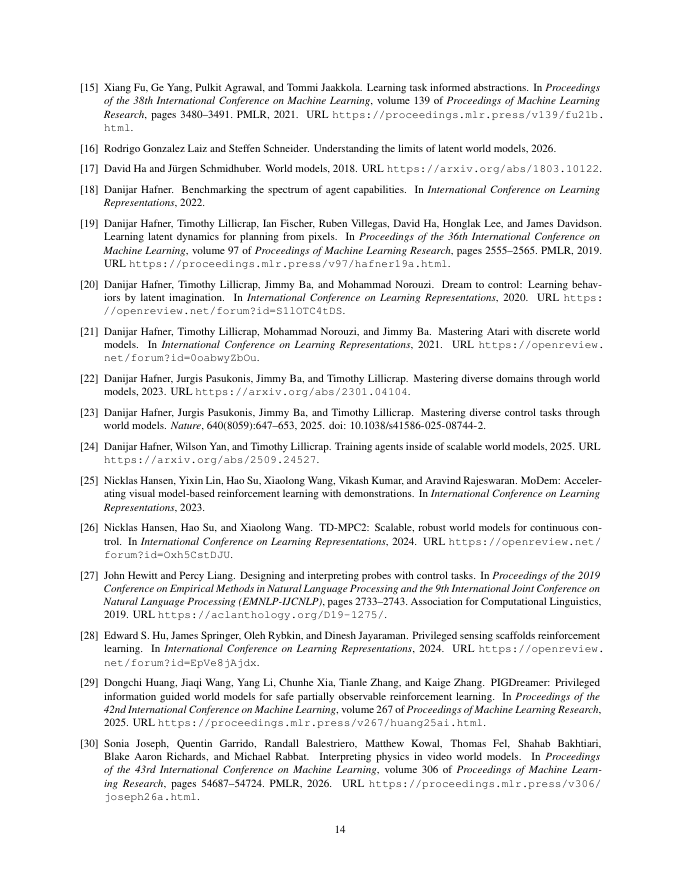 [15] Xiang Fu, Ge Yang, Pulkit Agrawal, and Tommi Jaakkola. Learning task informed abstractions. In Proceedings
of the 38th International Conference on Machine Learning, volume 139 of Proceedings of Machine Learning
Research, pages 3480–3491. PMLR, 2021. URL https://proceedings.mlr.press/v139/fu21b.
html.
[16] Rodrigo Gonzalez Laiz and Steffen Schneider. Understanding the limits of latent world models, 2026.
[17] David Ha and Jürgen Schmidhuber. World models, 2018. URL https://arxiv.org/abs/1803.10122.
[18] Danijar Hafner. Benchmarking the spectrum of agent capabilities. In International Conference on Learning
Representations, 2022.
[19] Danijar Hafner, Timothy Lillicrap, Ian Fischer, Ruben Villegas, David Ha, Honglak Lee, and James Davidson.
Learning latent dynamics for planning from pixels. In Proceedings of the 36th International Conference on
Machine Learning, volume 97 of Proceedings of Machine Learning Research, pages 2555–2565. PMLR, 2019.
URL https://proceedings.mlr.press/v97/hafner19a.html.
[20] Danijar Hafner, Timothy Lillicrap, Jimmy Ba, and Mohammad Norouzi. Dream to control: Learning behav-
iors by latent imagination. In International Conference on Learning Representations, 2020. URL https:
//openreview.net/forum?id=S1lOTC4tDS.
[21] Danijar Hafner, Timothy Lillicrap, Mohammad Norouzi, and Jimmy Ba. Mastering Atari with discrete world
models. In International Conference on Learning Representations, 2021. URL https://openreview.
net/forum?id=0oabwyZbOu.
[22] Danijar Hafner, Jurgis Pasukonis, Jimmy Ba, and Timothy Lillicrap. Mastering diverse domains through world
models, 2023. URL https://arxiv.org/abs/2301.04104.
[23] Danijar Hafner, Jurgis Pasukonis, Jimmy Ba, and Timothy Lillicrap. Mastering diverse control tasks through
world models. Nature, 640(8059):647–653, 2025. doi: 10.1038/s41586-025-08744-2.
[24] Danijar Hafner, Wilson Yan, and Timothy Lillicrap. Training agents inside of scalable world models, 2025. URL
https://arxiv.org/abs/2509.24527.
[25] Nicklas Hansen, Yixin Lin, Hao Su, Xiaolong Wang, Vikash Kumar, and Aravind Rajeswaran. MoDem: Acceler-
ating visual model-based reinforcement learning with demonstrations. In International Conference on Learning
Representations, 2023.
[26] Nicklas Hansen, Hao Su, and Xiaolong Wang. TD-MPC2: Scalable, robust world models for continuous con-
trol. In International Conference on Learning Representations, 2024. URL https://openreview.net/
forum?id=Oxh5CstDJU.
[27] John Hewitt and Percy Liang. Designing and interpreting probes with control tasks. In Proceedings of the 2019
Conference on Empirical Methods in Natural Language Processing and the 9th International Joint Conference on
Natural Language Processing (EMNLP-IJCNLP), pages 2733–2743. Association for Computational Linguistics,
2019. URL https://aclanthology.org/D19-1275/.
[28] Edward S. Hu, James Springer, Oleh Rybkin, and Dinesh Jayaraman. Privileged sensing scaffolds reinforcement
learning. In International Conference on Learning Representations, 2024. URL https://openreview.
net/forum?id=EpVe8jAjdx.
[29] Dongchi Huang, Jiaqi Wang, Yang Li, Chunhe Xia, Tianle Zhang, and Kaige Zhang. PIGDreamer: Privileged
information guided world models for safe partially observable reinforcement learning. In Proceedings of the
42nd International Conference on Machine Learning, volume 267 of Proceedings of Machine Learning Research,
2025. URL https://proceedings.mlr.press/v267/huang25ai.html.
[30] Sonia Joseph, Quentin Garrido, Randall Balestriero, Matthew Kowal, Thomas Fel, Shahab Bakhtiari,
Blake Aaron Richards, and Michael Rabbat. Interpreting physics in video world models. In Proceedings
of the 43rd International Conference on Machine Learning, volume 306 of Proceedings of Machine Learn-
ing Research, pages 54687–54724. PMLR, 2026. URL https://proceedings.mlr.press/v306/
joseph26a.html.
14